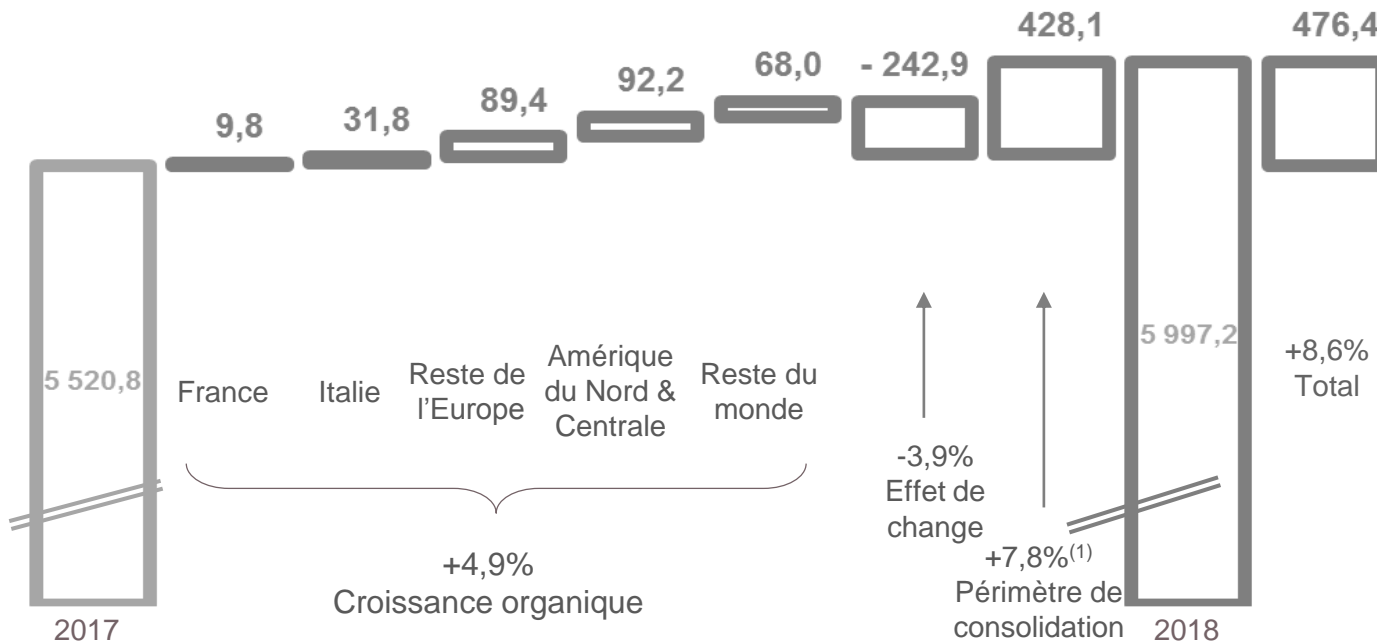 428,1
476,4
9,8
31,8
89,4
92,2
68,0
- 242,9
5 520,8
5 997,2
France
Italie
Reste de
l’Europe
Amérique
du Nord &
Centrale
Reste du
monde
+8,6%
Total
-3,9%
Effet de
change
+7,8%(1)
Périmètre de
consolidation
+4,9%
Croissance organique
2017
2018